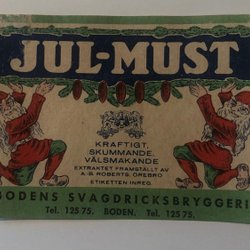 JUL-MUST
KRAFTIGT,
SKUMMANDE,
VÄLSMAKANDE
EXTRAKTET FRAMSTÄLLT AV
A.-B. ROBERTS, ÖREBRO
ETIKETTEN INREG.
BODENS SVAGDRICKSBRYGGERI
Tel. 125 75. BODEN. Tel. 125 75.